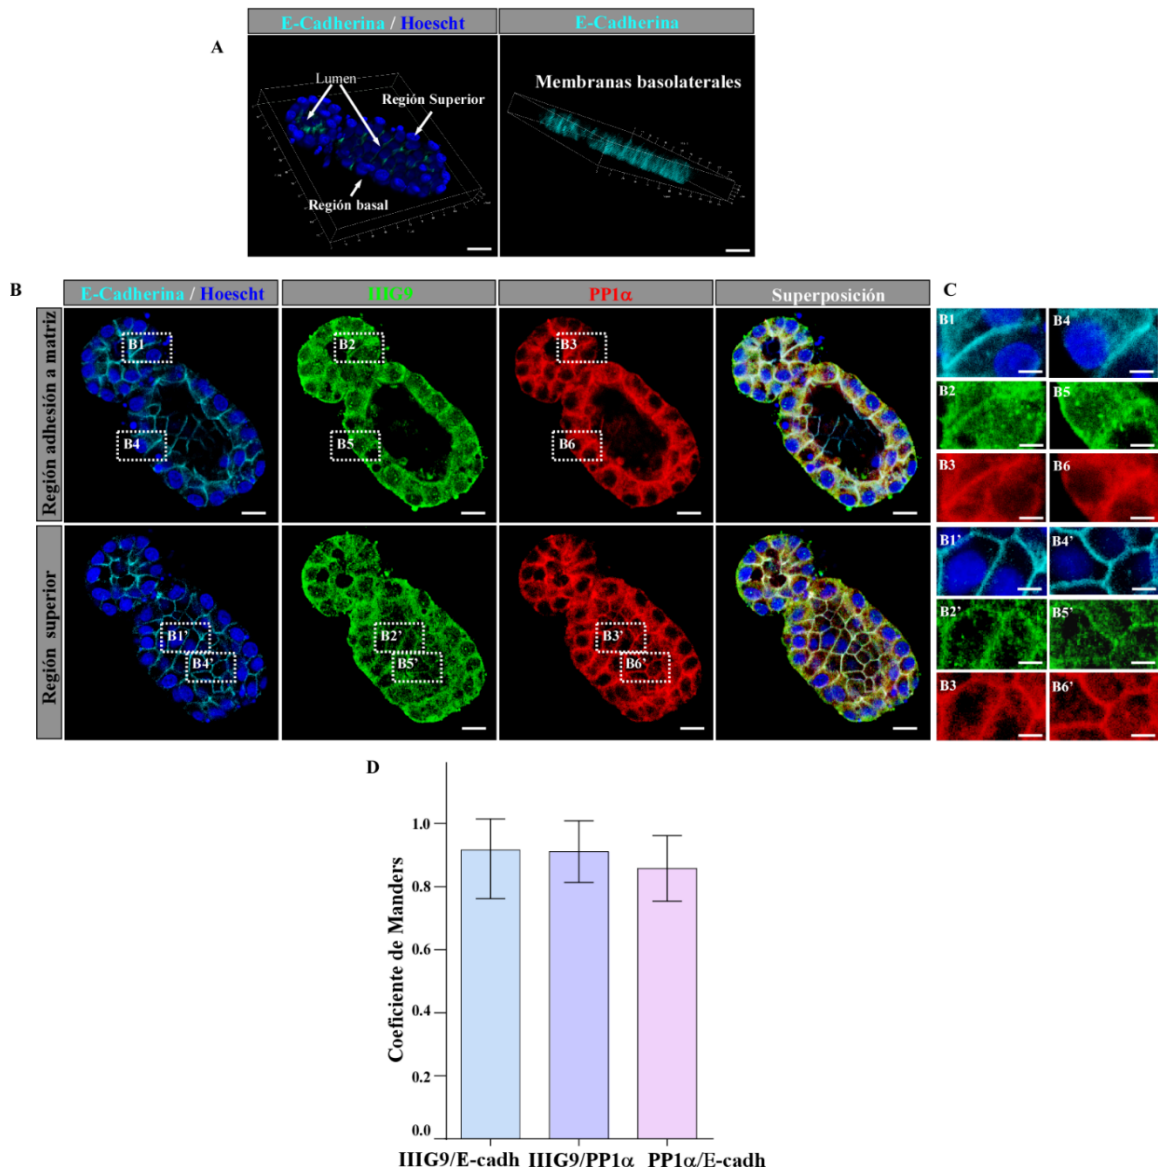 A
E-Cadherina / Hoescht
E-Cadherina
Lumen
Región Superior
Región basal
Membranas basolaterales
B
E-Cadherina / Hoescht
IIIG9
PP1α
Superposición
C
Región adhesión a matriz
B1
B2
B3
B4
B5
B6
B1
B4
B2
B5
B3
B6
Región superior
B1’
B2’
B3’
B4’
B5’
B6’
B1’
B4’
B2’
B5’
B3
B6’
D
Coeficiente de Manders
1.0
0.8
0.6
0.4
0.2
0.0
IIIG9/E-cadh IIIG9/PP1α PP1α/E-cadh